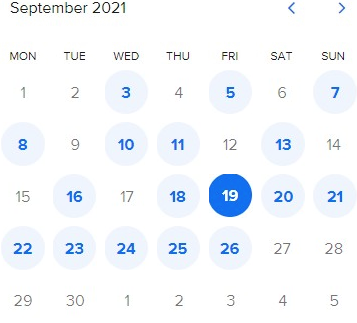 September 2021
MON TUE WED THU FRI SAT SUN
1 2 3 4 5 6 7
8 9 10 11 12 13 14
15 16 17 18 19 20 21
22 23 24 25 26 27 28
29 30 1 2 3 4 5